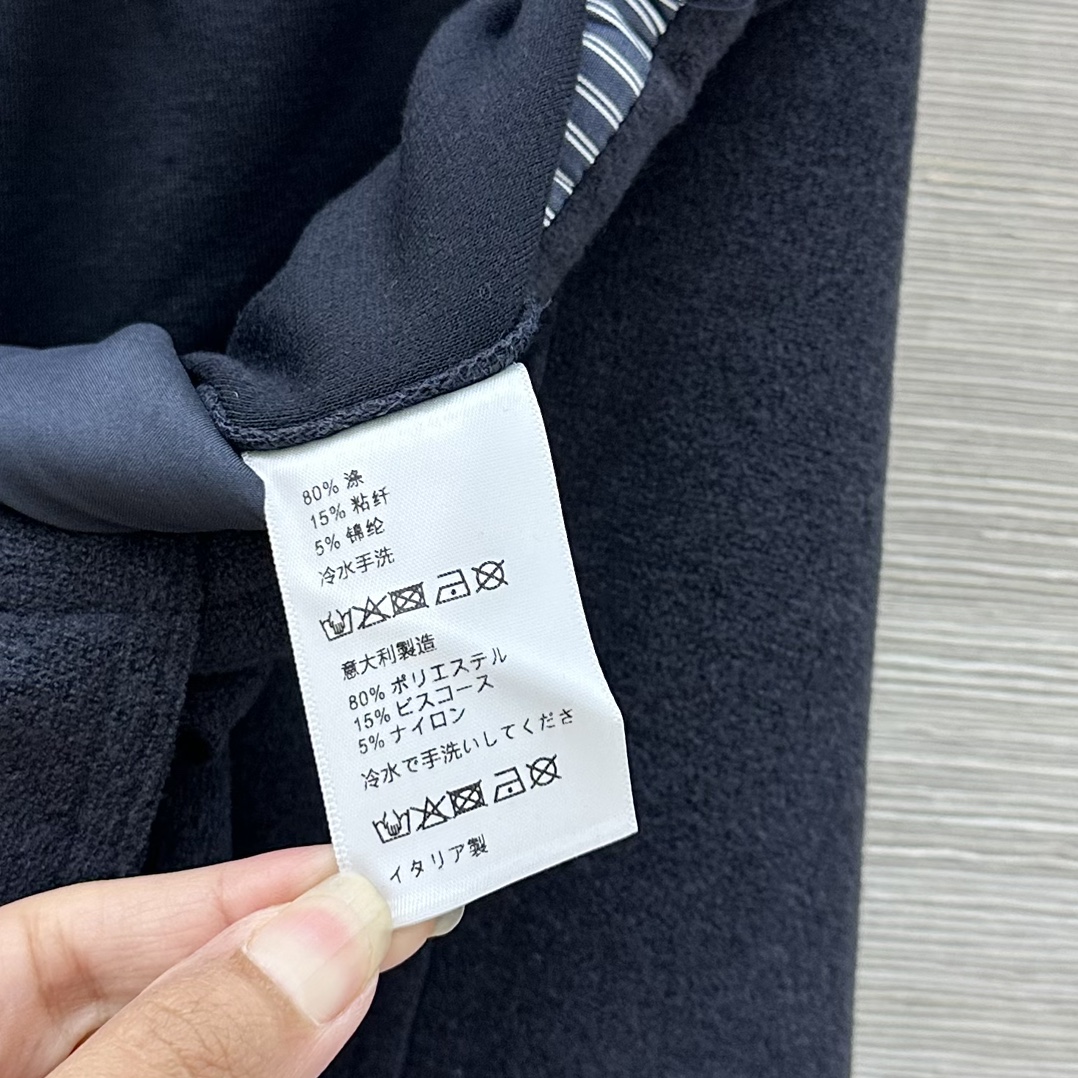 80% 涤
15% 粘纤
5% 锦纶
冷水手洗
意大利製造
80% ポリエステル
15% ビスコース
5% ナイロン
冷水で手洗いしてくださ
イタリア製